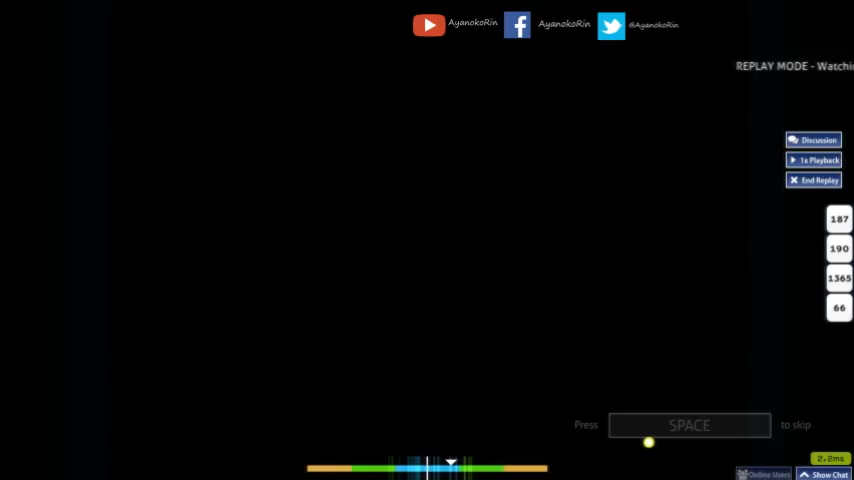 AyanokoRin AyanokoRin @AyanokoRin
REPLAY MODE - Watchi
Discussion
1x Playback
End Replay
187
190
1365
66
Press SPACE to skip
2.2ms
Online Users Show Chat